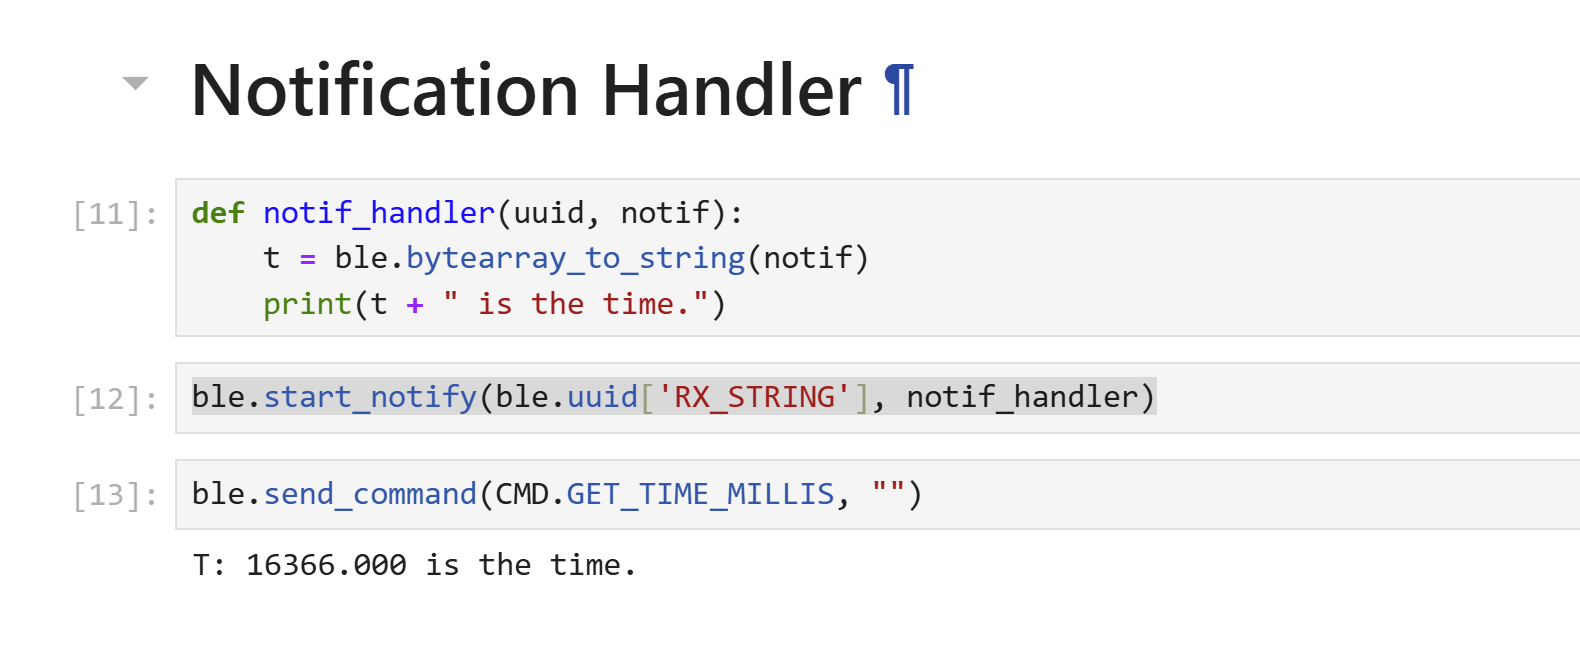 Notification Handler ¶
[11]:
def notif_handler(uuid, notif):
    t = ble.bytearray_to_string(notif)
    print(t + " is the time.")
[12]:
ble.start_notify(ble.uuid['RX_STRING'], notif_handler)
[13]:
ble.send_command(CMD.GET_TIME_MILLIS, "")
T: 16366.000 is the time.